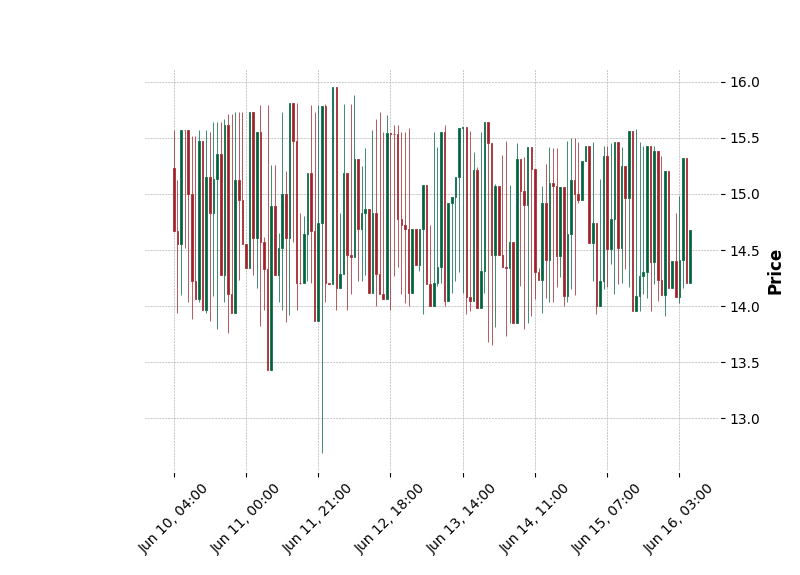 16.0
15.5
15.0
14.5
14.0
13.5
13.0
Price
Jun 10, 04:00
Jun 11, 00:00
Jun 11, 21:00
Jun 12, 18:00
Jun 13, 14:00
Jun 14, 11:00
Jun 15, 07:00
Jun 16, 03:00